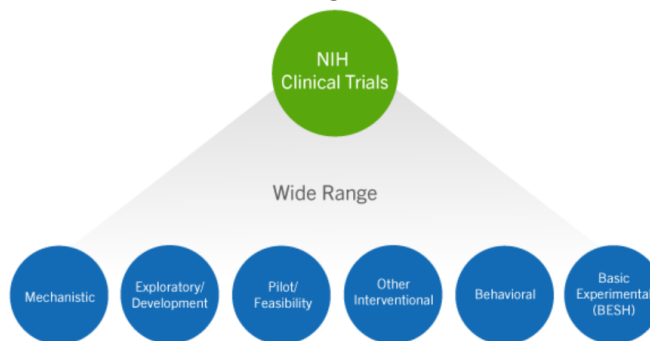 NIH
Clinical Trials
Wide Range
Mechanistic
Exploratory/
Development
Pilot/
Feasibility
Other
Interventional
Behavioral
Basic
Experimental
(BESH)